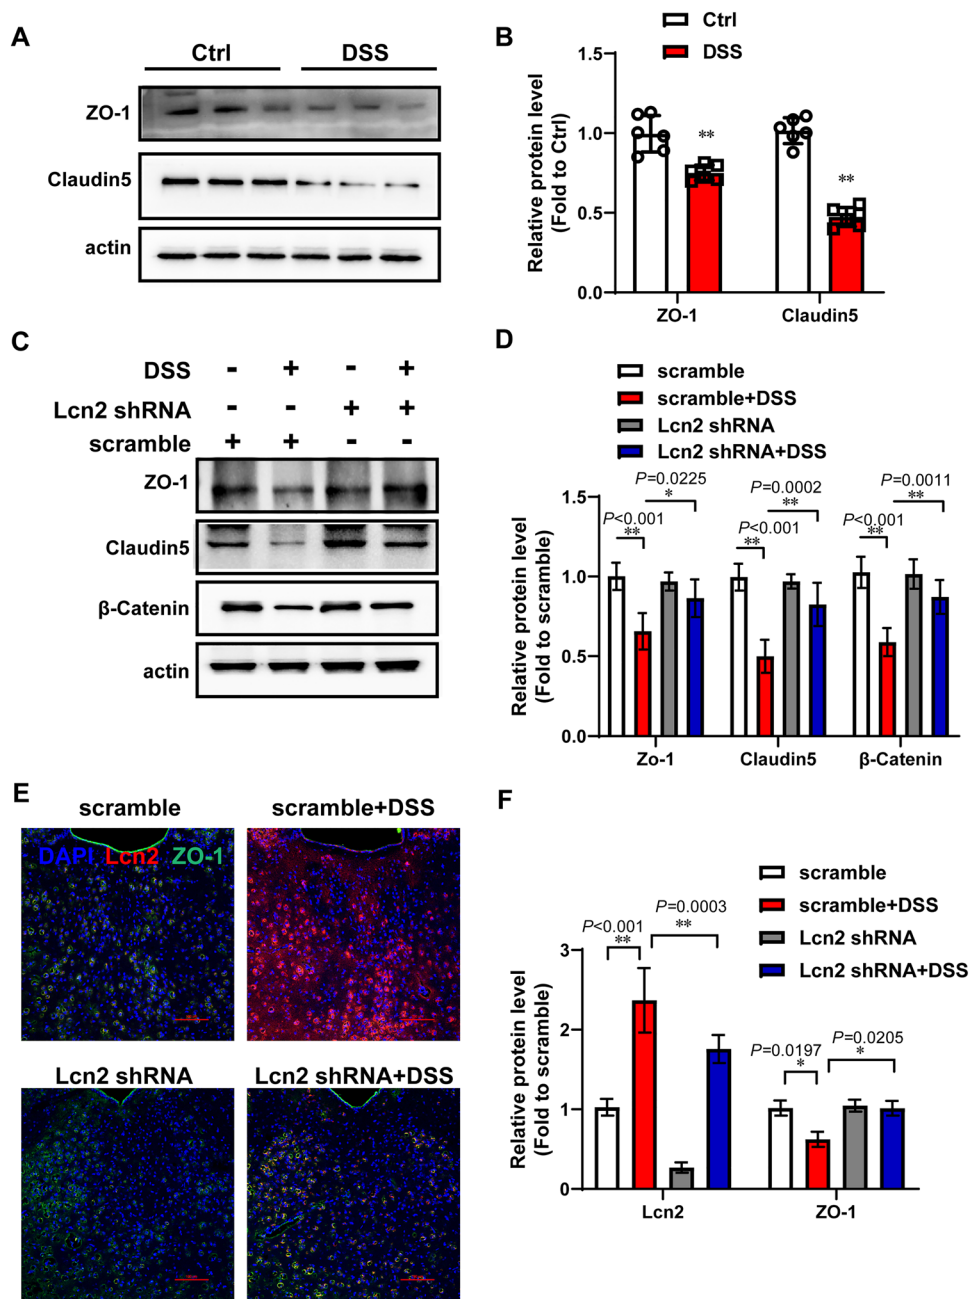 A
Ctrl DSS
ZO-1
Claudin5
actin
B
Ctrl
DSS
Relative protein level
(Fold to Ctrl)
1.5
1.0
0.5
0.0
**
**
ZO-1 Claudin5
C
DSS - + - +
Lcn2 shRNA - - + +
scramble + + - -
ZO-1
Claudin5
β-Catenin
actin
D
scramble
scramble+DSS
Lcn2 shRNA
Lcn2 shRNA+DSS
Relative protein level
(Fold to scramble)
1.5
1.0
0.5
0.0
P=0.0225
*
P<0.001
**
P=0.0002
**
P<0.001
**
P=0.0011
**
P<0.001
**
Zo-1 Claudin5 β-Catenin
E
scramble scramble+DSS
DAPI Lcn2 ZO-1
Lcn2 shRNA Lcn2 shRNA+DSS
F
scramble
scramble+DSS
Lcn2 shRNA
Lcn2 shRNA+DSS
Relative protein level
(Fold to scramble)
3
2
1
0
P<0.001
**
P=0.0003
**
P=0.0197
*
P=0.0205
*
Lcn2 ZO-1